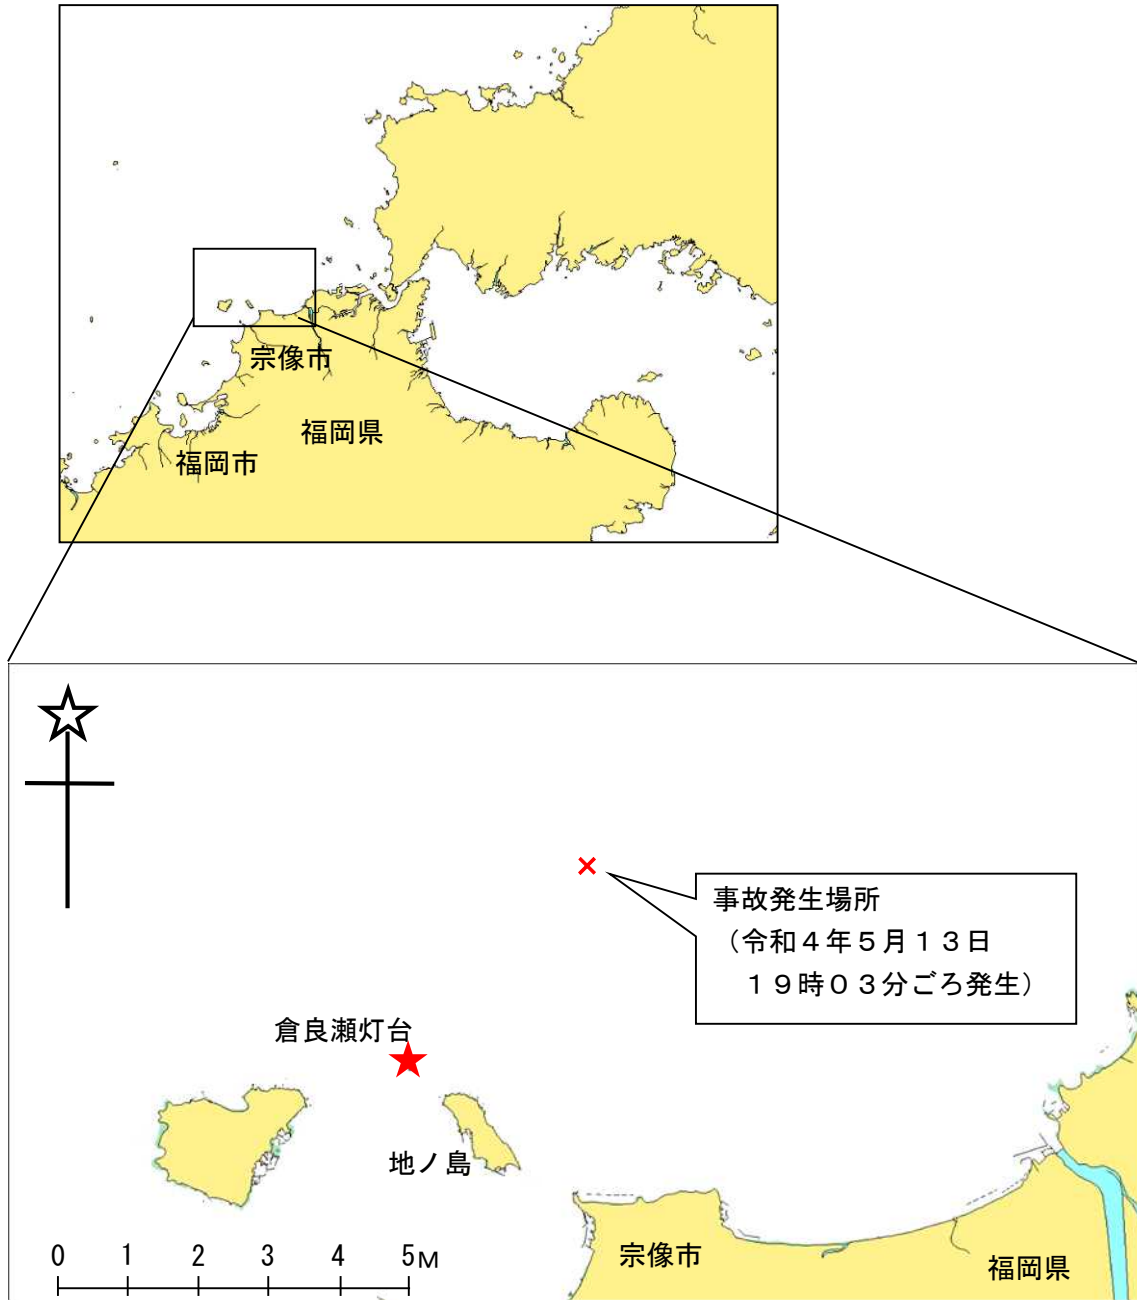 宗像市
福岡県
福岡市
事故発生場所
(令和4年5月13日
19時03分ごろ発生)
倉良瀬灯台
地ノ島
0 1 2 3 4 5M
宗像市
福岡県